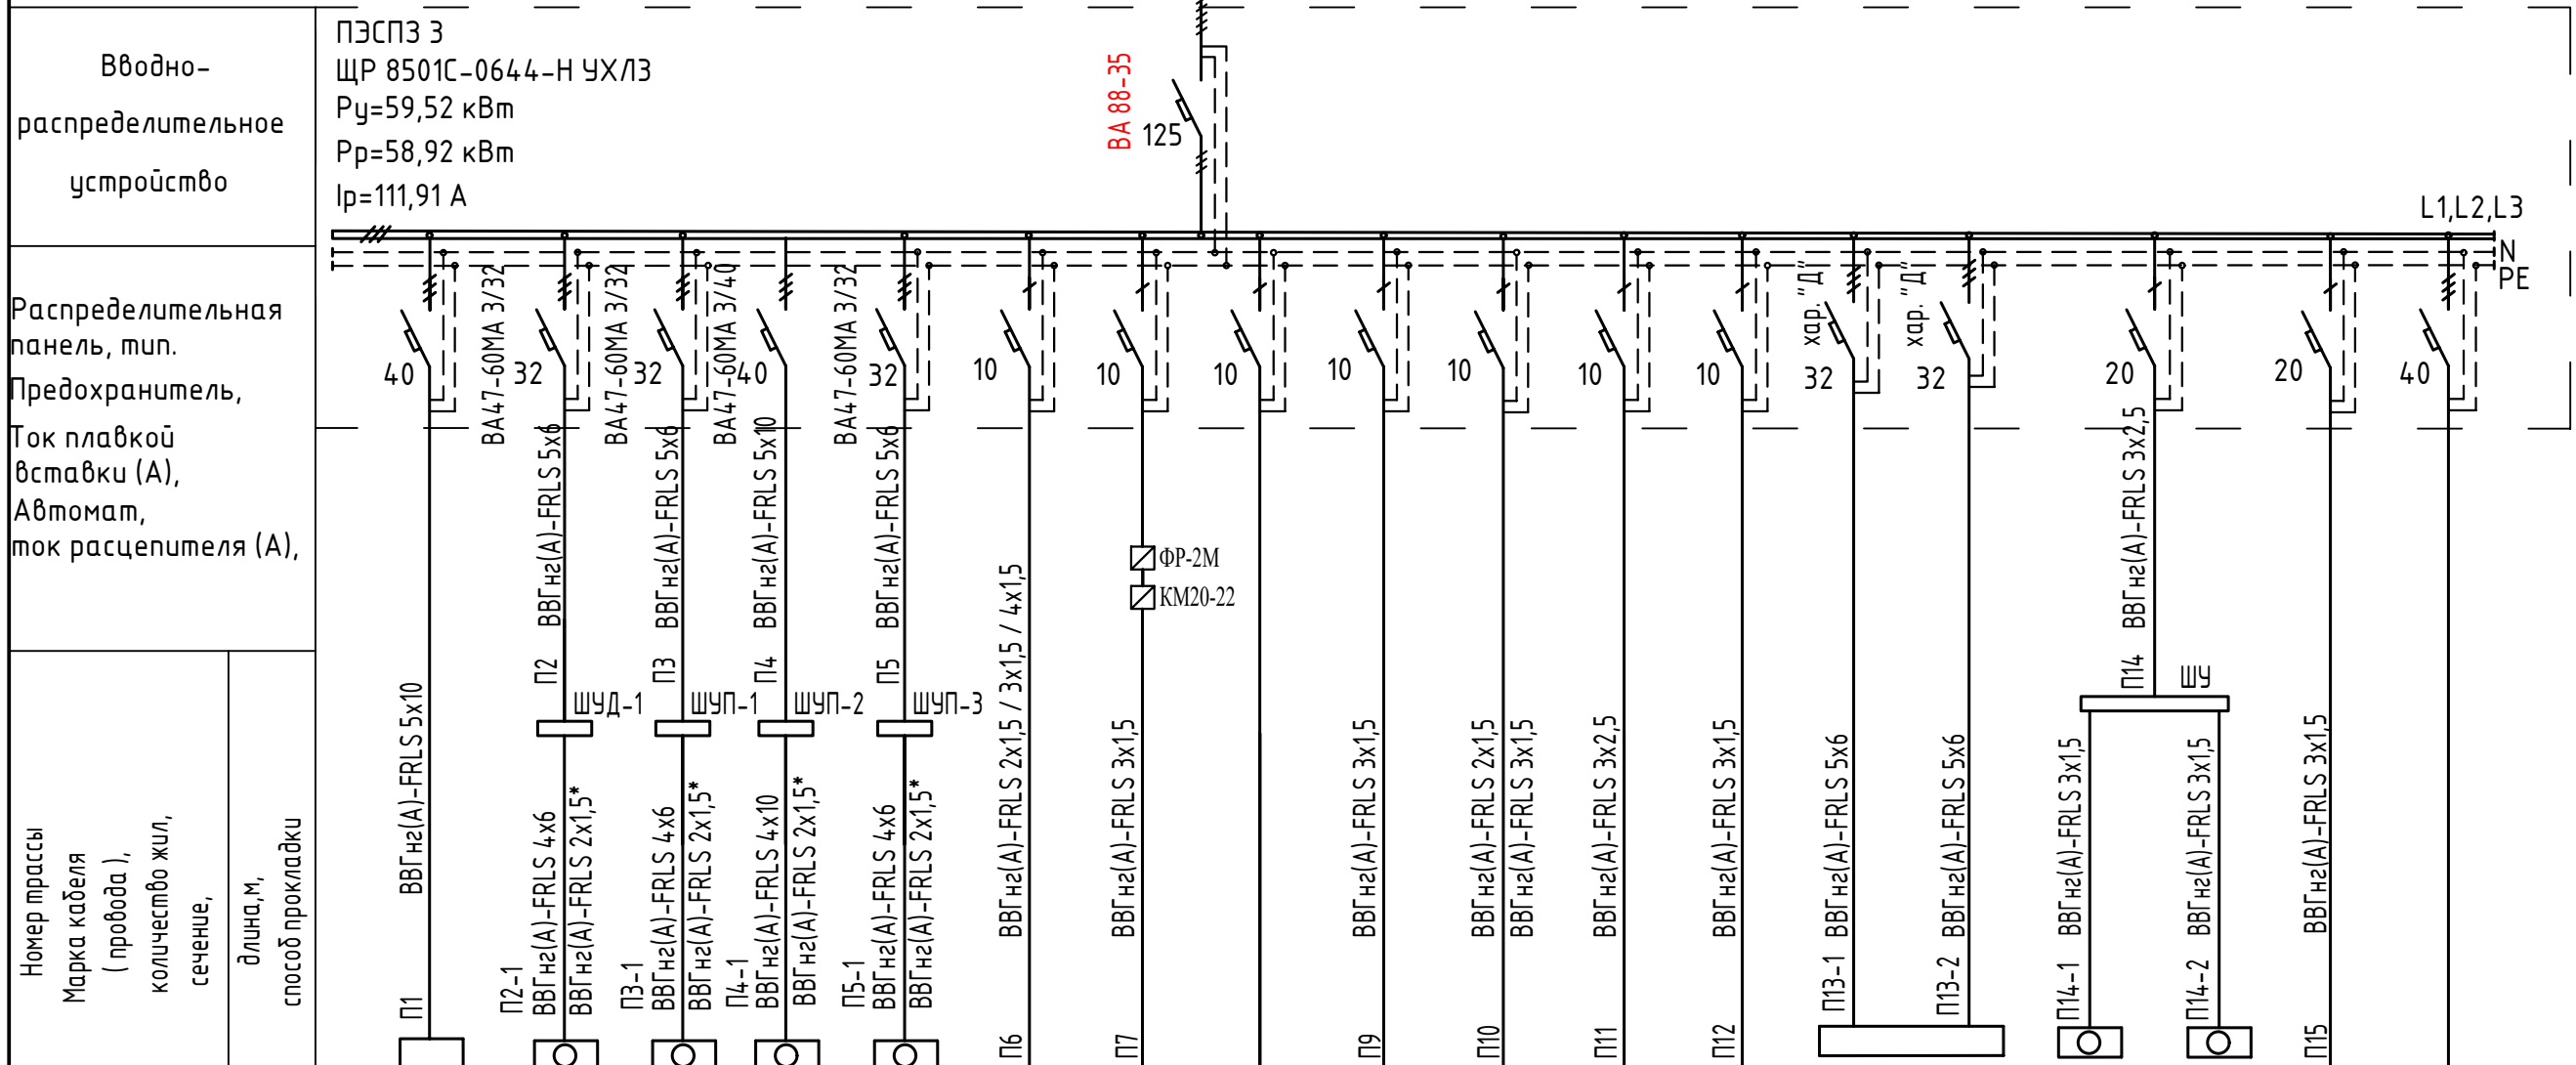 Вводно-
распределительное
устройство
ПЭСПЗ 3
ЩР 8501С-0644-Н УХЛ3
Ру=59,52 кВт
Рр=58,92 кВт
Iр=111,91 А
ВА 88-35
125
L1,L2,L3
N
PE
Распределительная
панель, тип.
Предохранитель,
Ток плавкой
вставки (А),
Автомат,
ток расцепителя (А),
40
ВА47-60МА 3/32
32
ВА47-60МА 3/32
32
ВА47-60МА 3/40
40
ВА47-60МА 3/32
32
10
10
10
10
10
10
10
хар. "Д"
32
хар. "Д"
32
20
20
40
Номер трассы
Марка кабеля
( провода ),
количество жил,
сечение,
длина,м,
способ прокладки
П1
ВВГнг(А)-FRLS 5х10
П2
ВВГнг(А)-FRLS 5х6
ШУД-1
П2-1
ВВГнг(А)-FRLS 4х6
ВВГнг(А)-FRLS 2х1,5*
П3
ВВГнг(А)-FRLS 5х6
ШУП-1
П3-1
ВВГнг(А)-FRLS 4х6
ВВГнг(А)-FRLS 2х1,5*
П4
ВВГнг(А)-FRLS 5х10
ШУП-2
П4-1
ВВГнг(А)-FRLS 4х10
ВВГнг(А)-FRLS 2х1,5*
П5
ВВГнг(А)-FRLS 5х6
ШУП-3
П5-1
ВВГнг(А)-FRLS 4х6
ВВГнг(А)-FRLS 2х1,5*
П6
ВВГнг(А)-FRLS 2х1,5 / 3х1,5 / 4х1,5
ФР-2М
КМ20-22
П7
ВВГнг(А)-FRLS 3х1,5
П9
ВВГнг(А)-FRLS 3х1,5
П10
ВВГнг(А)-FRLS 2х1,5
ВВГнг(А)-FRLS 3х1,5
П11
ВВГнг(А)-FRLS 3х2,5
П12
ВВГнг(А)-FRLS 3х1,5
П13-1
ВВГнг(А)-FRLS 5х6
П13-2
ВВГнг(А)-FRLS 5х6
П14
ВВГнг(А)-FRLS 3х2,5
ШУ
П14-1
ВВГнг(А)-FRLS 3х1,5
П14-2
ВВГнг(А)-FRLS 3х1,5
П15
ВВГнг(А)-FRLS 3х1,5